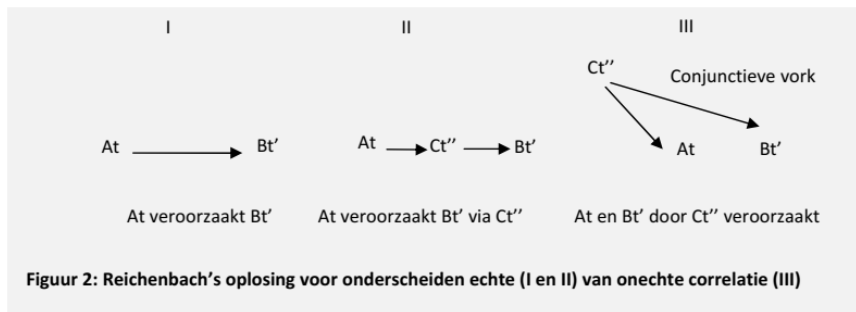 I II III
Ct’’
Conjunctieve vork
At Bt’ At Ct’’ Bt’ At Bt’
At veroorzaakt Bt’ At veroorzaakt Bt’ via Ct’’ At en Bt’ door Ct’’ veroorzaakt
Figuur 2: Reichenbach’s oplosing voor onderscheiden echte (I en II) van onechte correlatie (III)